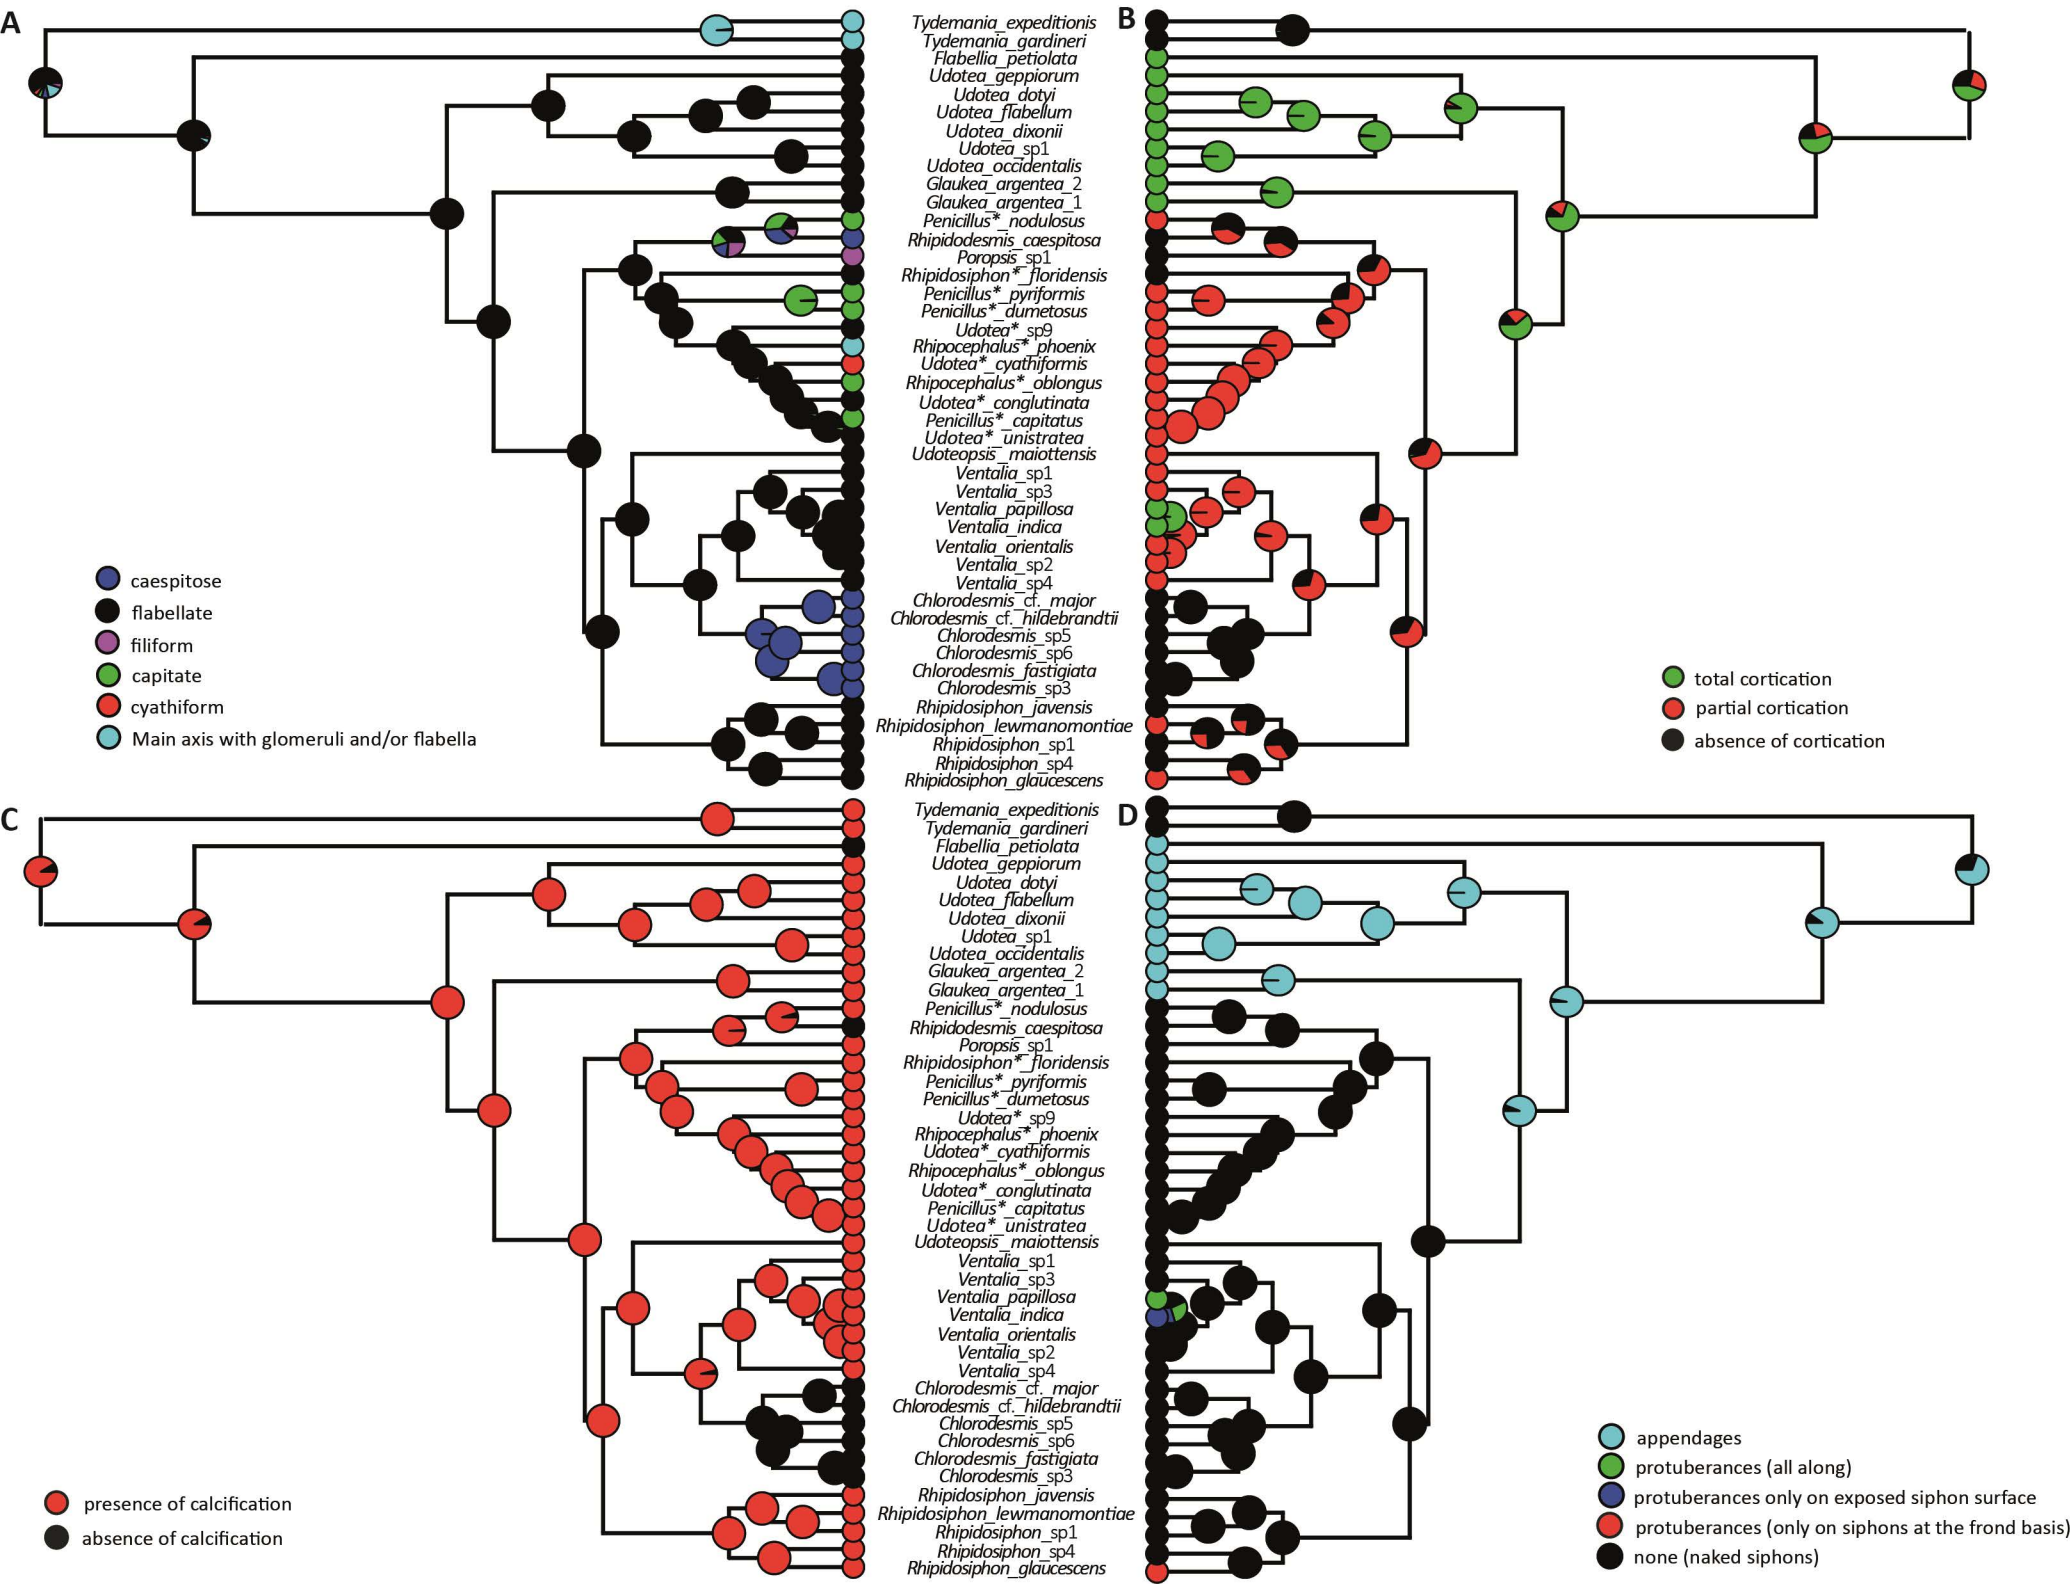 A
B
Tydemania_expeditionis
Tydemania_gardineri
Flabellia_petiolata
Udotea_geppiorum
Udotea_dotyi
Udotea_flabellum
Udotea_dixonii
Udotea_sp1
Udotea_occidentalis
Glaukea_argentea_2
Glaukea_argentea_1
Penicillus*_nodulosus
Rhipidodesmis_caespitosa
Poropsis_sp1
Rhipidosiphon*_floridensis
Penicillus*_pyriformis
Penicillus*_dumetosus
Udotea*_sp9
Rhipocephalus*_phoenix
Udotea*_cyathiformis
Rhipocephalus*_oblongus
Udotea*_conglutinata
Penicillus*_capitatus
Udotea*_unistratea
Udoteopsis_maiottensis
Ventalia_sp1
Ventalia_sp3
Ventalia_papillosa
Ventalia_indica
Ventalia_orientalis
Ventalia_sp2
Ventalia_sp4
Chlorodesmis_cf._major
Chlorodesmis_cf._hildebrandtii
Chlorodesmis_sp5
Chlorodesmis_sp6
Chlorodesmis_fastigiata
Chlorodesmis_sp3
Rhipidosiphon_javensis
Rhipidosiphon_lewmanomontiae
Rhipidosiphon_sp1
Rhipidosiphon_sp4
Rhipidosiphon_glaucescens
caespitose
flabellate
filiform
capitate
cyathiform
Main axis with glomeruli and/or flabella
total cortication
partial cortication
absence of cortication
C
D
Tydemania_expeditionis
Tydemania_gardineri
Flabellia_petiolata
Udotea_geppiorum
Udotea_dotyi
Udotea_flabellum
Udotea_dixonii
Udotea_sp1
Udotea_occidentalis
Glaukea_argentea_2
Glaukea_argentea_1
Penicillus*_nodulosus
Rhipidodesmis_caespitosa
Poropsis_sp1
Rhipidosiphon*_floridensis
Penicillus*_pyriformis
Penicillus*_dumetosus
Udotea*_sp9
Rhipocephalus*_phoenix
Udotea*_cyathiformis
Rhipocephalus*_oblongus
Udotea*_conglutinata
Penicillus*_capitatus
Udotea*_unistratea
Udoteopsis_maiottensis
Ventalia_sp1
Ventalia_sp3
Ventalia_papillosa
Ventalia_indica
Ventalia_orientalis
Ventalia_sp2
Ventalia_sp4
Chlorodesmis_cf._major
Chlorodesmis_cf._hildebrandtii
Chlorodesmis_sp5
Chlorodesmis_sp6
Chlorodesmis_fastigiata
Chlorodesmis_sp3
Rhipidosiphon_javensis
Rhipidosiphon_lewmanomontiae
Rhipidosiphon_sp1
Rhipidosiphon_sp4
Rhipidosiphon_glaucescens
presence of calcification
absence of calcification
appendages
protuberances (all along)
protuberances only on exposed siphon surface
protuberances (only on siphons at the frond basis)
none (naked siphons)